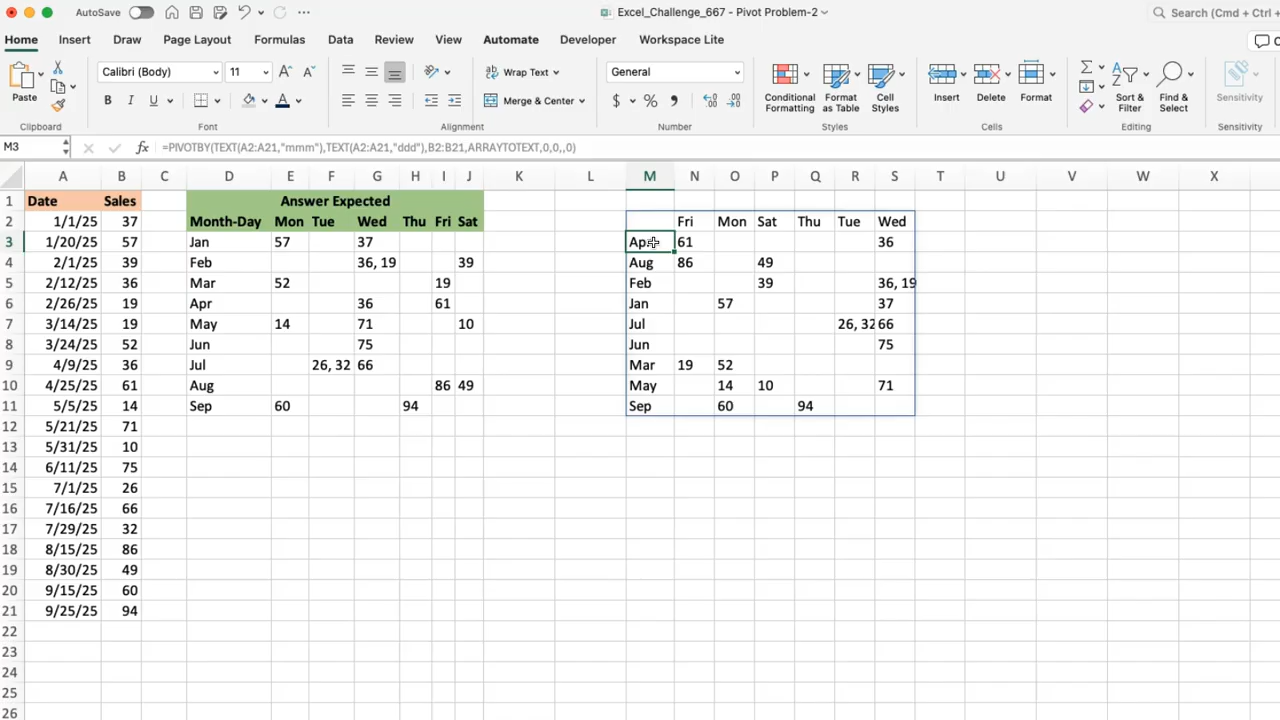 AutoSave
Excel_Challenge_667 - Pivot Problem-2
Search (Cmd + Ctrl +
Home Insert Draw Page Layout Formulas Data Review View Automate Developer Workspace Lite
Paste
Calibri (Body) 11
B I U A
Wrap Text
Merge & Center
General
$ %
Conditional Formatting
Format as Table
Cell Styles
Insert Delete Format
Sort & Filter
Find & Select
Sensitivity
Clipboard Font Alignment Number Styles Cells Editing Sensitivity
M3 fx =PIVOTBY(TEXT(A2:A21,"mmm"),TEXT(A2:A21,"ddd"),B2:B21,ARRAYTOTEXT,0,0,,0)
A B C D E F G H I J K L M N O P Q R S T U V W X
1 Date Sales Answer Expected
2 1/1/25 37 Month-Day Mon Tue Wed Thu Fri Sat Fri Mon Sat Thu Tue Wed
3 1/20/25 57 Jan 57 37 Apr 61 36
4 2/1/25 39 Feb 36, 19 39 Aug 86 49
5 2/12/25 36 Mar 52 19 Feb 39 36, 19
6 2/26/25 19 Apr 36 61 Jan 57 37
7 3/14/25 19 May 14 71 10 Jul 26, 32 66
8 3/24/25 52 Jun 75 Jun 75
9 4/9/25 36 Jul 26, 32 66 Mar 19 52
10 4/25/25 61 Aug 86 49 May 14 10 71
11 5/5/25 14 Sep 60 94 Sep 60 94
12 5/21/25 71
13 5/31/25 10
14 6/11/25 75
15 7/1/25 26
16 7/16/25 66
17 7/29/25 32
18 8/15/25 86
19 8/30/25 49
20 9/15/25 60
21 9/25/25 94
22
23
24
25
26